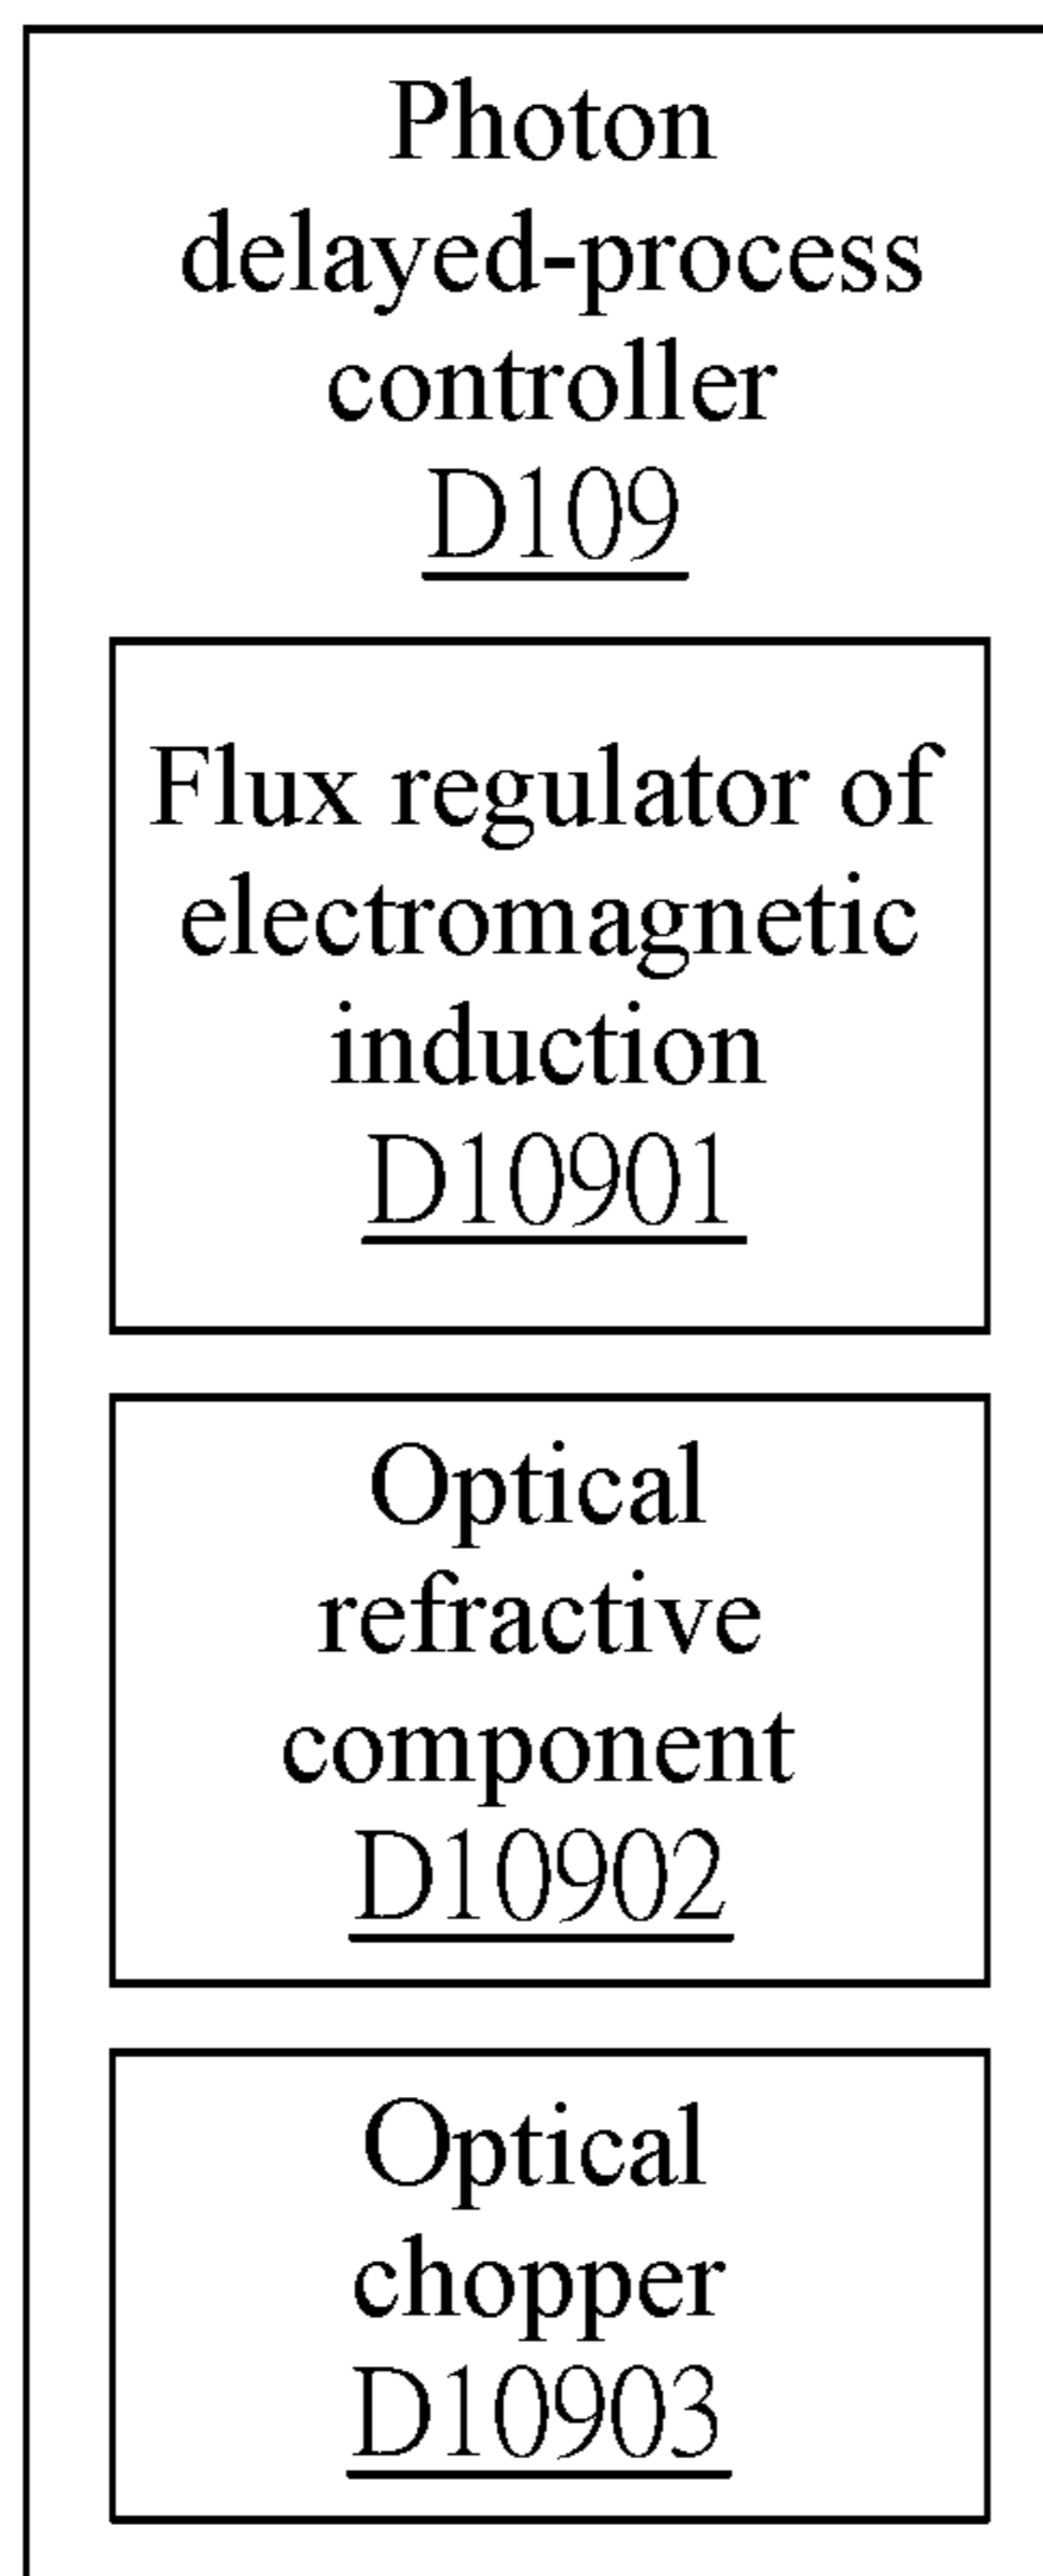 Photon
delayed-process
controller
D109
Flux regulator of
electromagnetic
induction
D10901
Optical
refractive
component
D10902
Optical
chopper
D10903